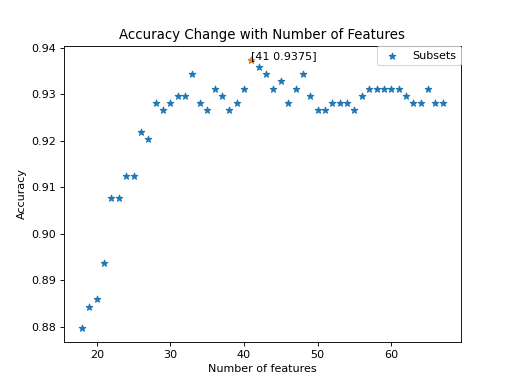 Accuracy Change with Number of Features
0.94
[41 0.9375]
Subsets
0.93
0.92
0.91
0.90
0.89
0.88
Accuracy
20 30 40 50 60
Number of features